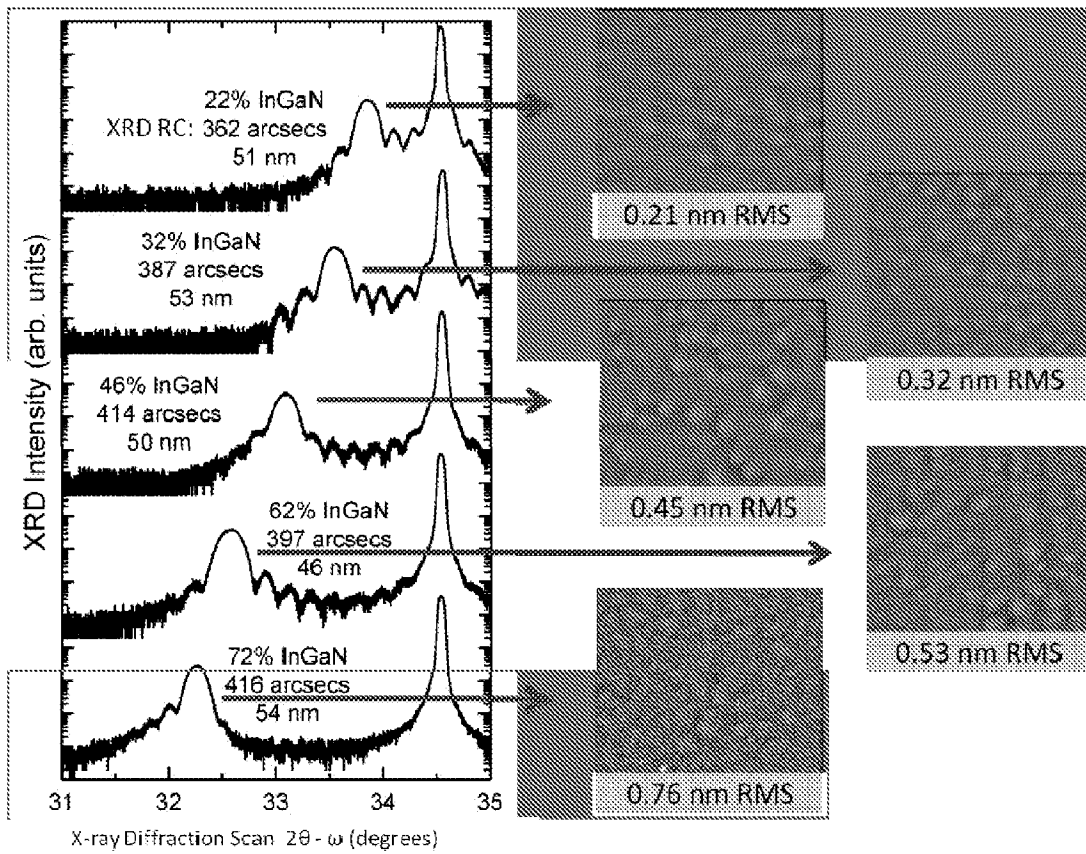 22% InGaN
XRD RC: 362 arcsecs
51 nm
0.21 nm RMS
32% InGaN
387 arcsecs
53 nm
0.32 nm RMS
46% InGaN
414 arcsecs
50 nm
0.45 nm RMS
62% InGaN
397 arcsecs
46 nm
0.53 nm RMS
72% InGaN
416 arcsecs
54 nm
0.76 nm RMS
XRD Intensity (arb. units)
31 32 33 34 35
X-ray Diffraction Scan 2θ - ω (degrees)